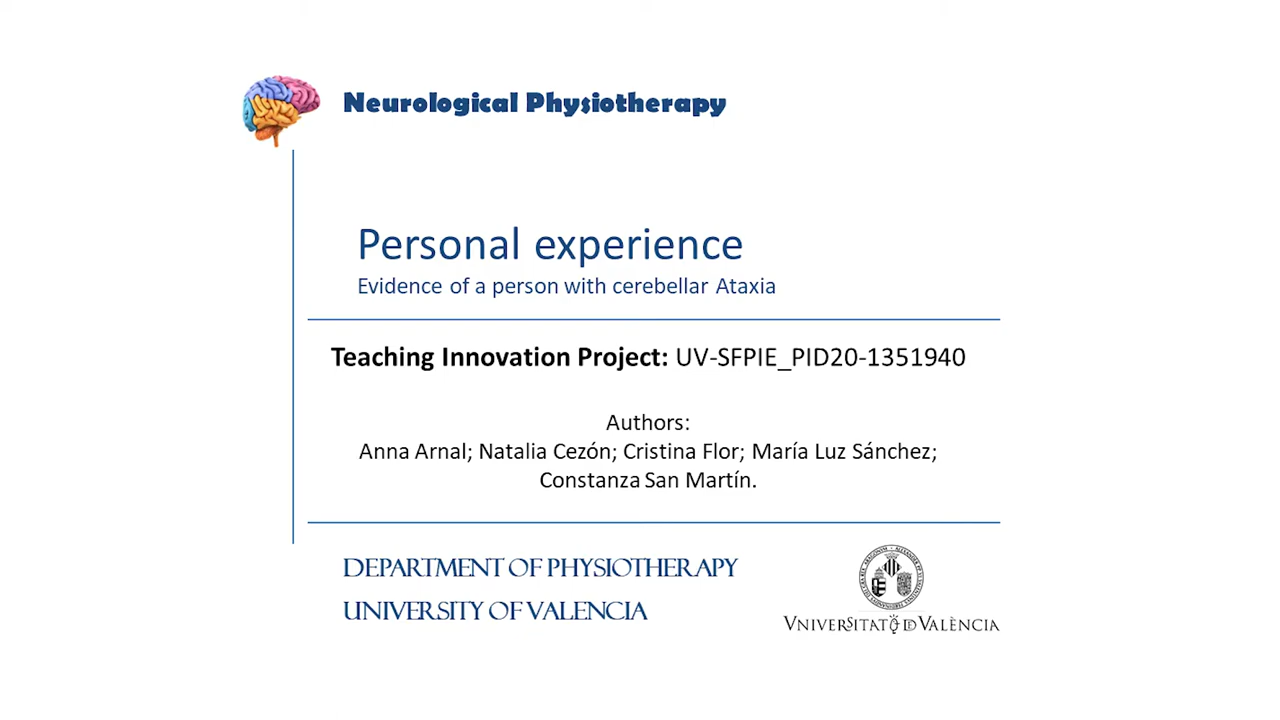 Neurological Physiotherapy
Personal experience
Evidence of a person with cerebellar Ataxia
Teaching Innovation Project: UV-SFPIE_PID20-1351940
Authors:
Anna Arnal; Natalia Cezón; Cristina Flor; María Luz Sánchez;
Constanza San Martín.
DEPARTMENT OF PHYSIOTHERAPY
UNIVERSITY OF VALENCIA
VNIVERSITAT DE VALÈNCIA